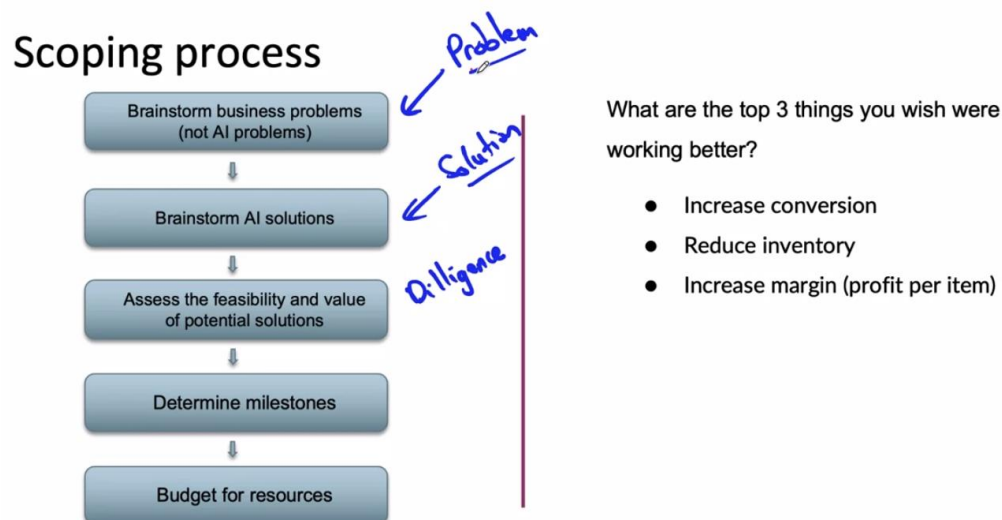 Scoping process
Problem
Brainstorm business problems
(not AI problems)
Solution
Brainstorm AI solutions
Dilligence
Assess the feasibility and value
of potential solutions
Determine milestones
Budget for resources
What are the top 3 things you wish were
working better?
● Increase conversion
● Reduce inventory
● Increase margin (profit per item)